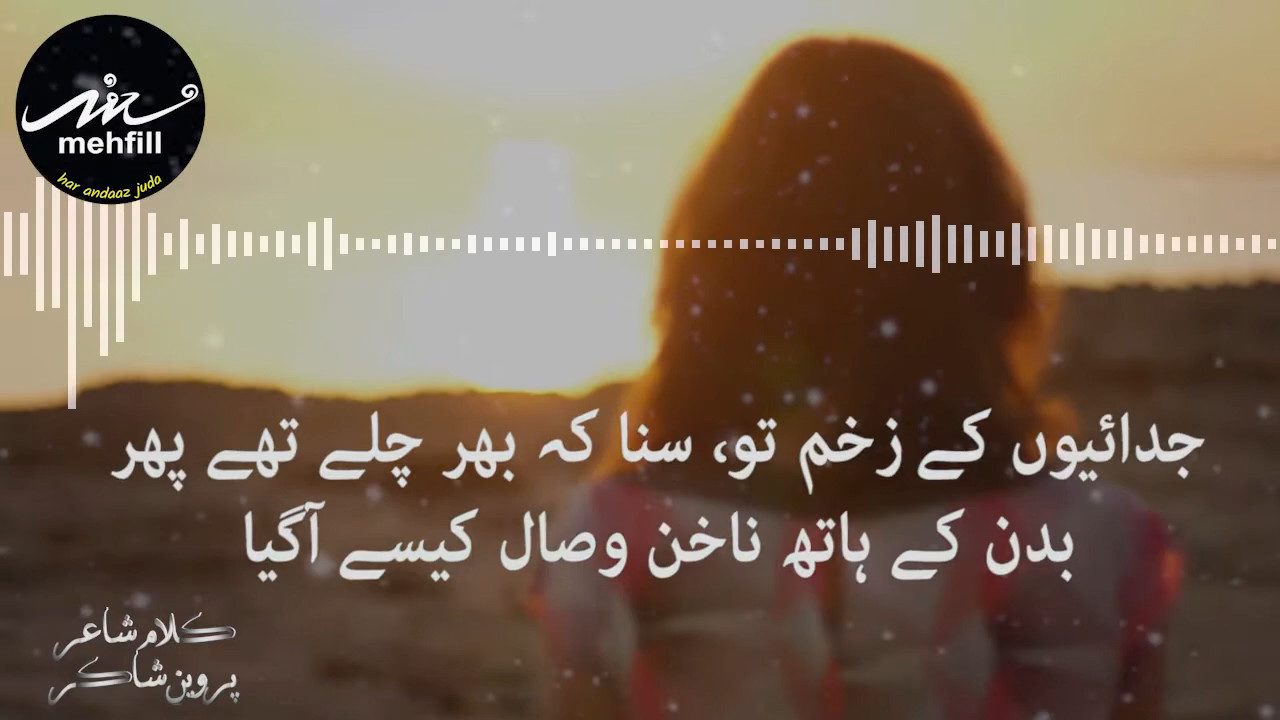 محفل
mehfill
har andaaz juda
جدائیوں کے زخم تو، سنا کہ بھر چلے تھے پھر
بدن کے ہاتھ ناخن وصال کیسے آگیا
کلام شاعر
پروین شاکر